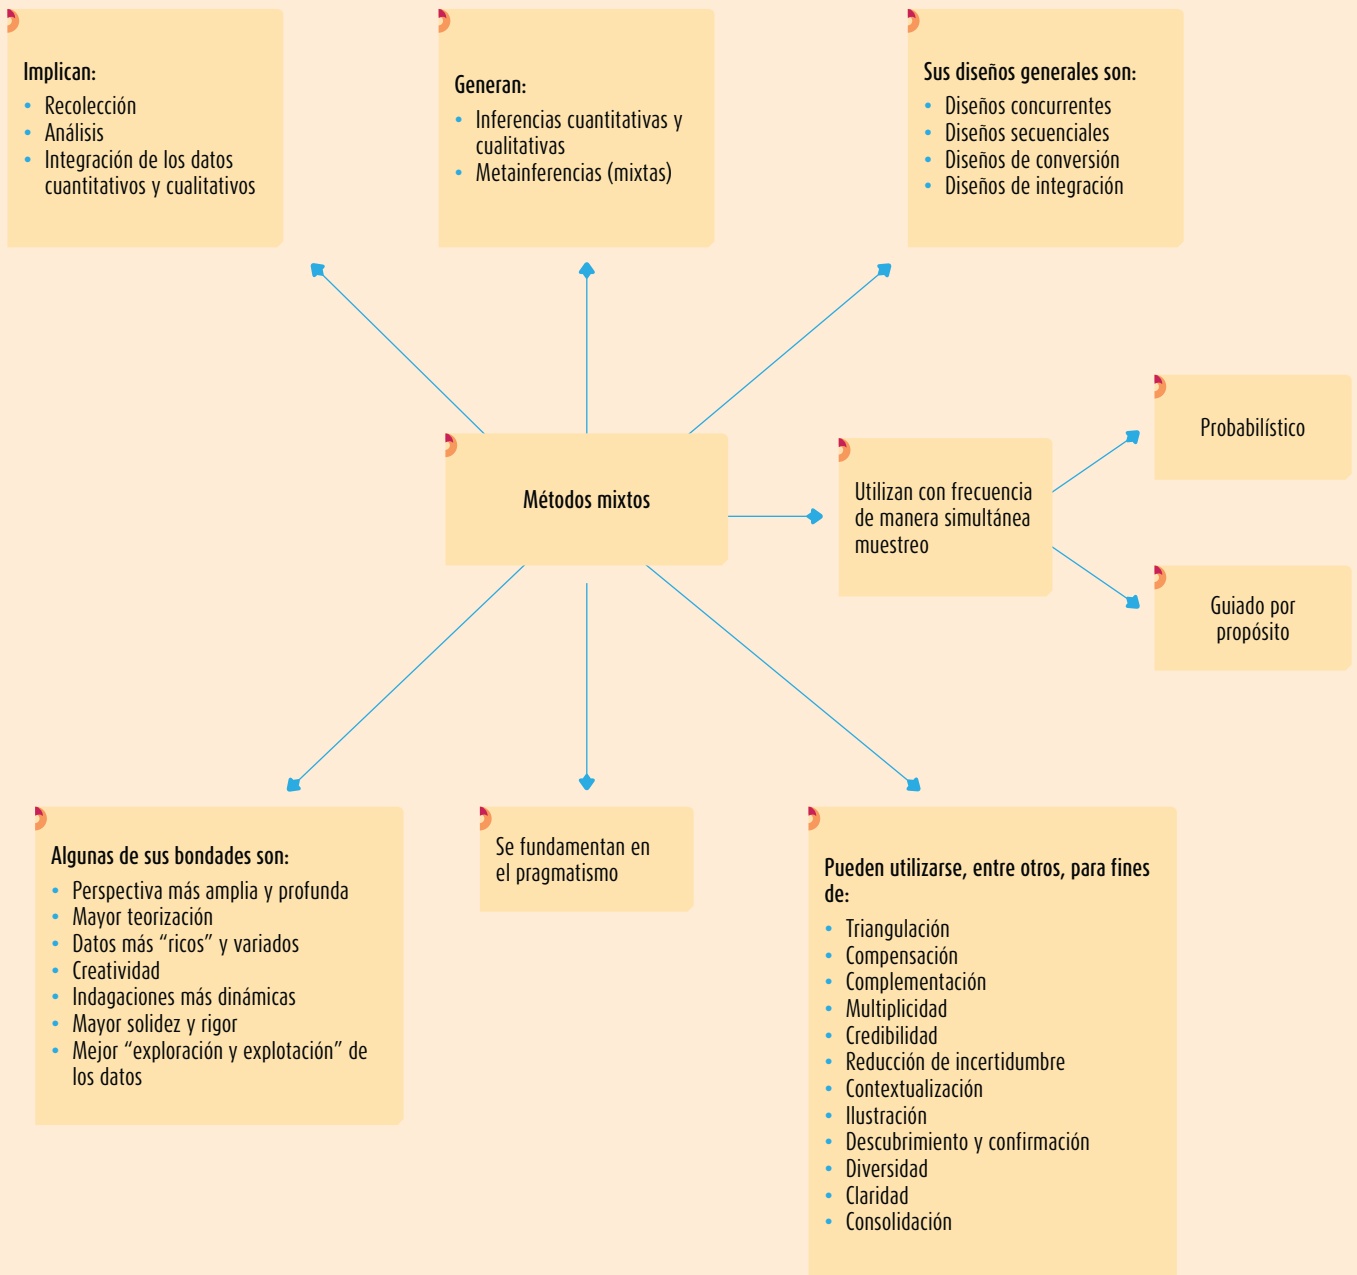 Implican:
• Recolección
• Análisis
• Integración de los datos
cuantitativos y cualitativos
Generan:
• Inferencias cuantitativas y
cualitativas
• Metainferencias (mixtas)
Sus diseños generales son:
• Diseños concurrentes
• Diseños secuenciales
• Diseños de conversión
• Diseños de integración
Métodos mixtos
Utilizan con frecuencia
de manera simultánea
muestreo
Probabilístico
Guiado por
propósito
Algunas de sus bondades son:
• Perspectiva más amplia y profunda
• Mayor teorización
• Datos más “ricos” y variados
• Creatividad
• Indagaciones más dinámicas
• Mayor solidez y rigor
• Mejor “exploración y explotación” de
los datos
Se fundamentan en
el pragmatismo
Pueden utilizarse, entre otros, para fines
de:
• Triangulación
• Compensación
• Complementación
• Multiplicidad
• Credibilidad
• Reducción de incertidumbre
• Contextualización
• Ilustración
• Descubrimiento y confirmación
• Diversidad
• Claridad
• Consolidación